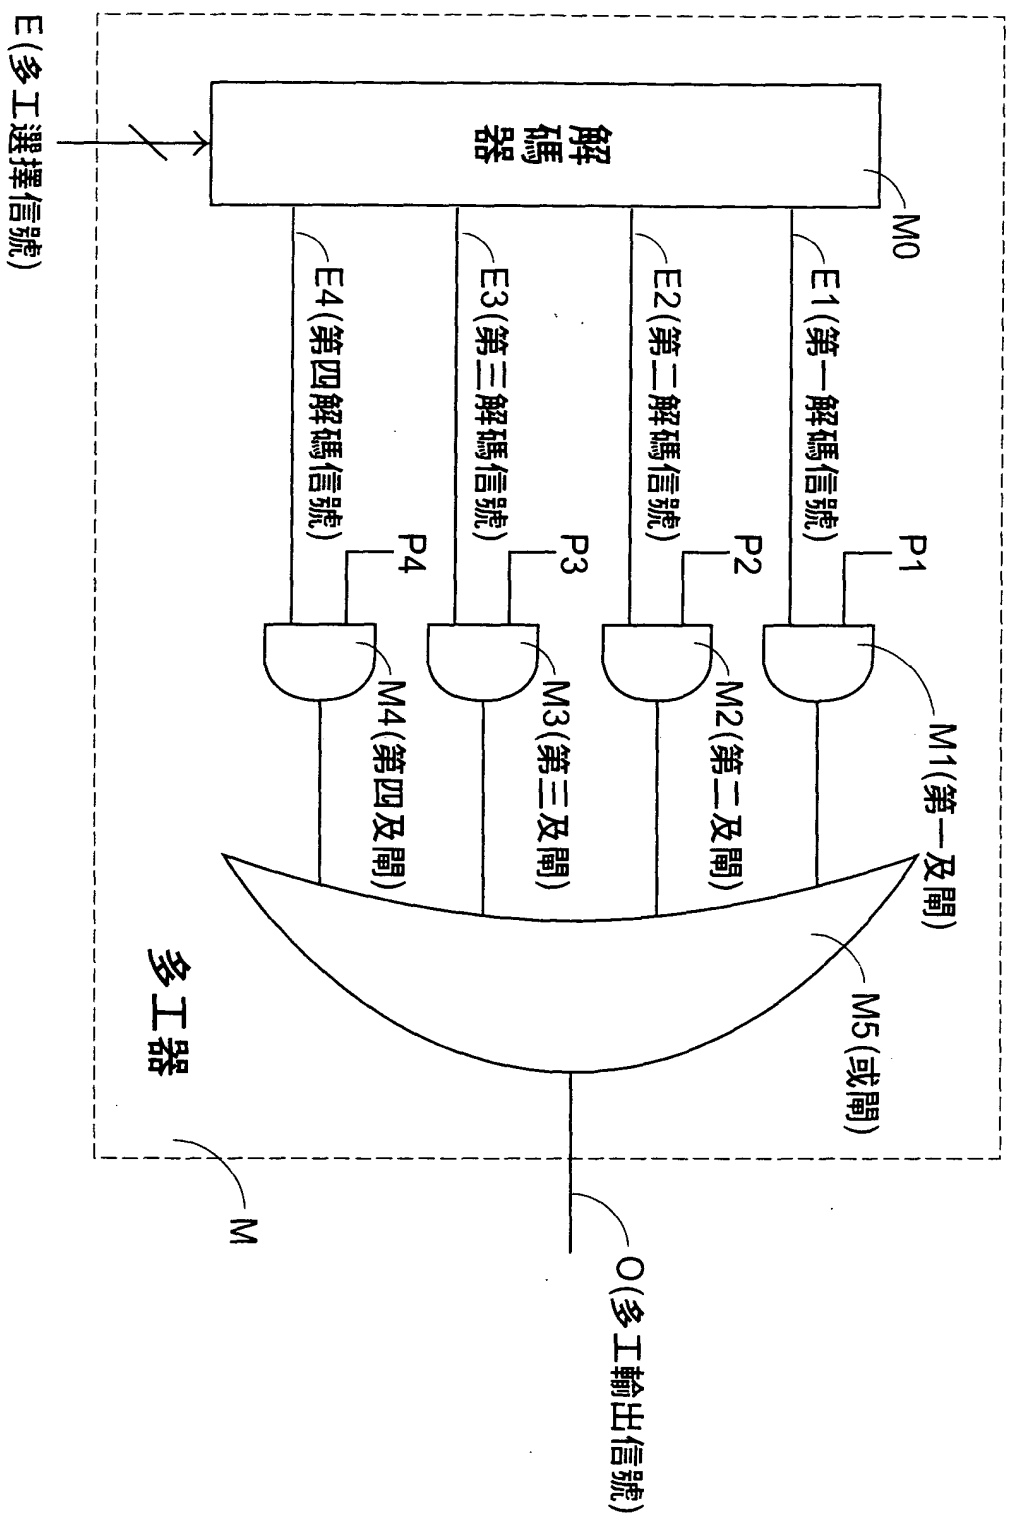 解碼器
M0
E(多工選擇信號)
E1(第一解碼信號)
E2(第二解碼信號)
E3(第三解碼信號)
E4(第四解碼信號)
P1
P2
P3
P4
M1(第一及閘)
M2(第二及閘)
M3(第三及閘)
M4(第四及閘)
M5(或閘)
多工器
M
O(多工輸出信號)